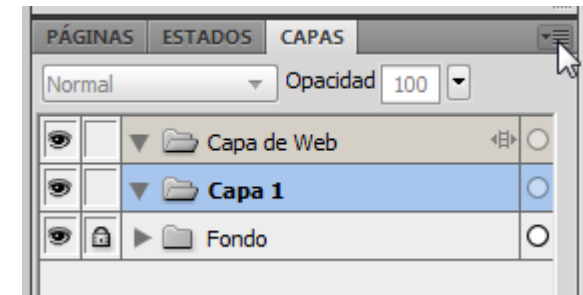 PÁGINAS ESTADOS CAPAS
Normal Opacidad 100
Capa de Web
Capa 1
Fondo